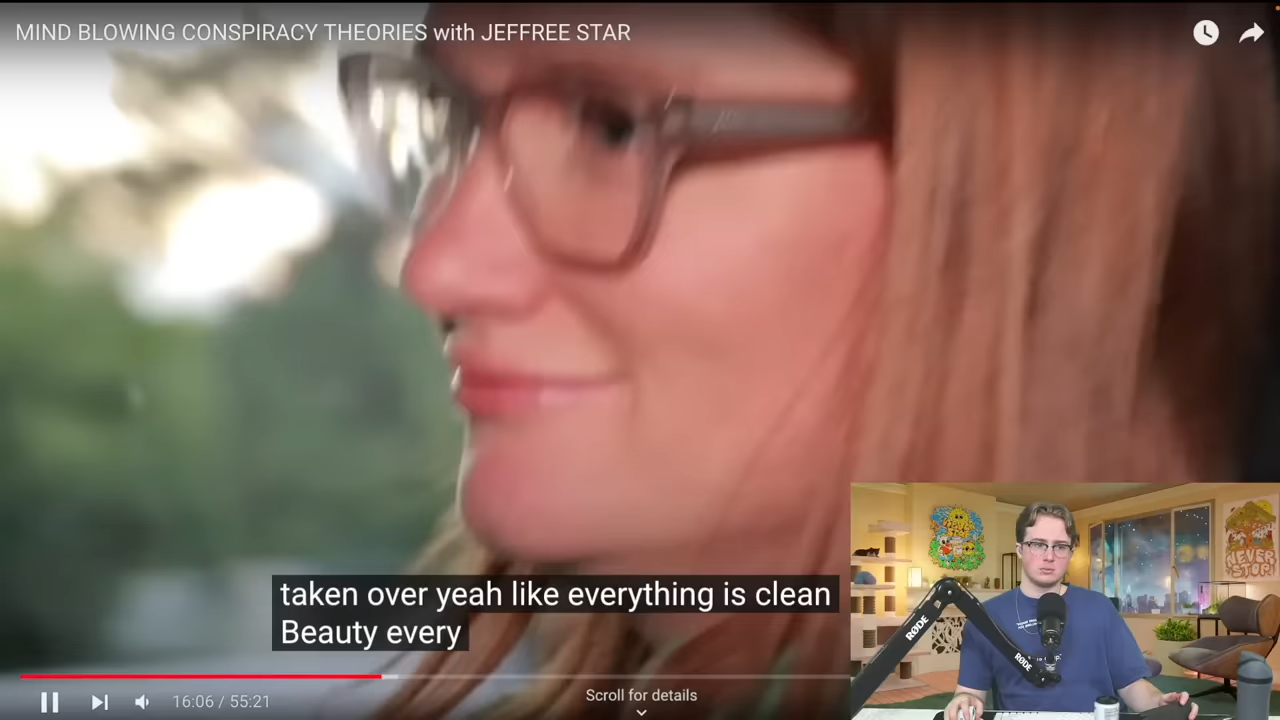 MIND BLOWING CONSPIRACY THEORIES with JEFFREE STAR
taken over yeah like everything is clean
Beauty every
16:06 / 55:21
Scroll for details
RØDE
RØDE
NEVER
STOP!